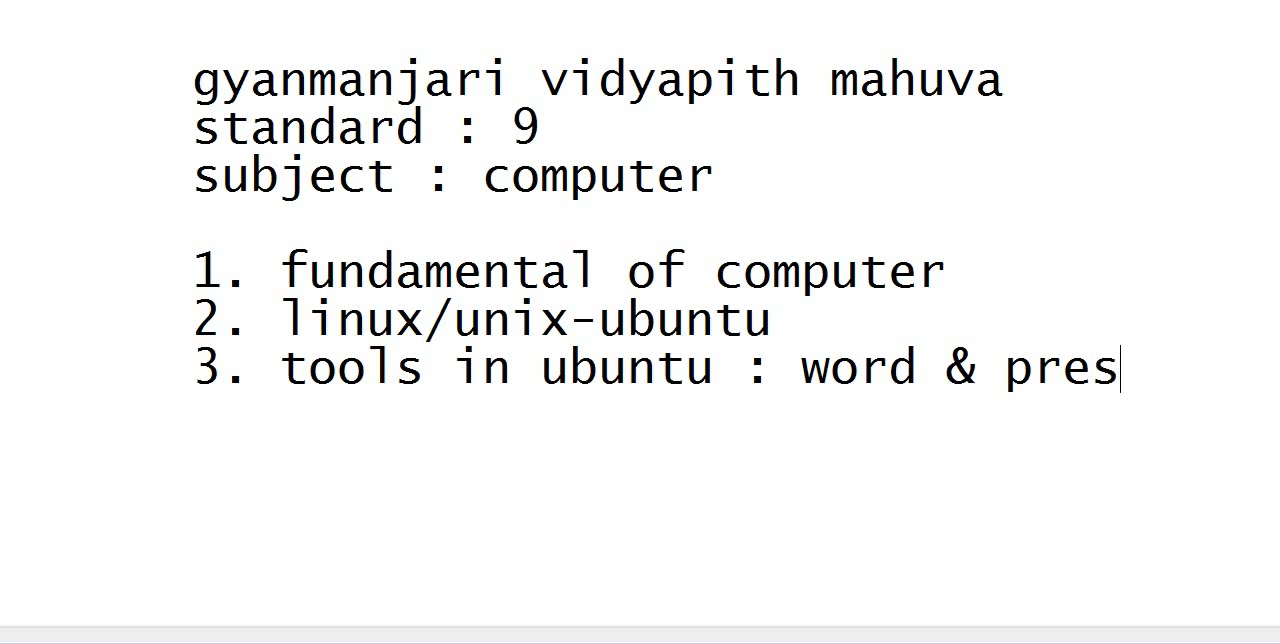 gyanmanjari vidyapith mahuva
standard : 9
subject : computer
1. fundamental of computer
2. linux/unix-ubuntu
3. tools in ubuntu : word & pres